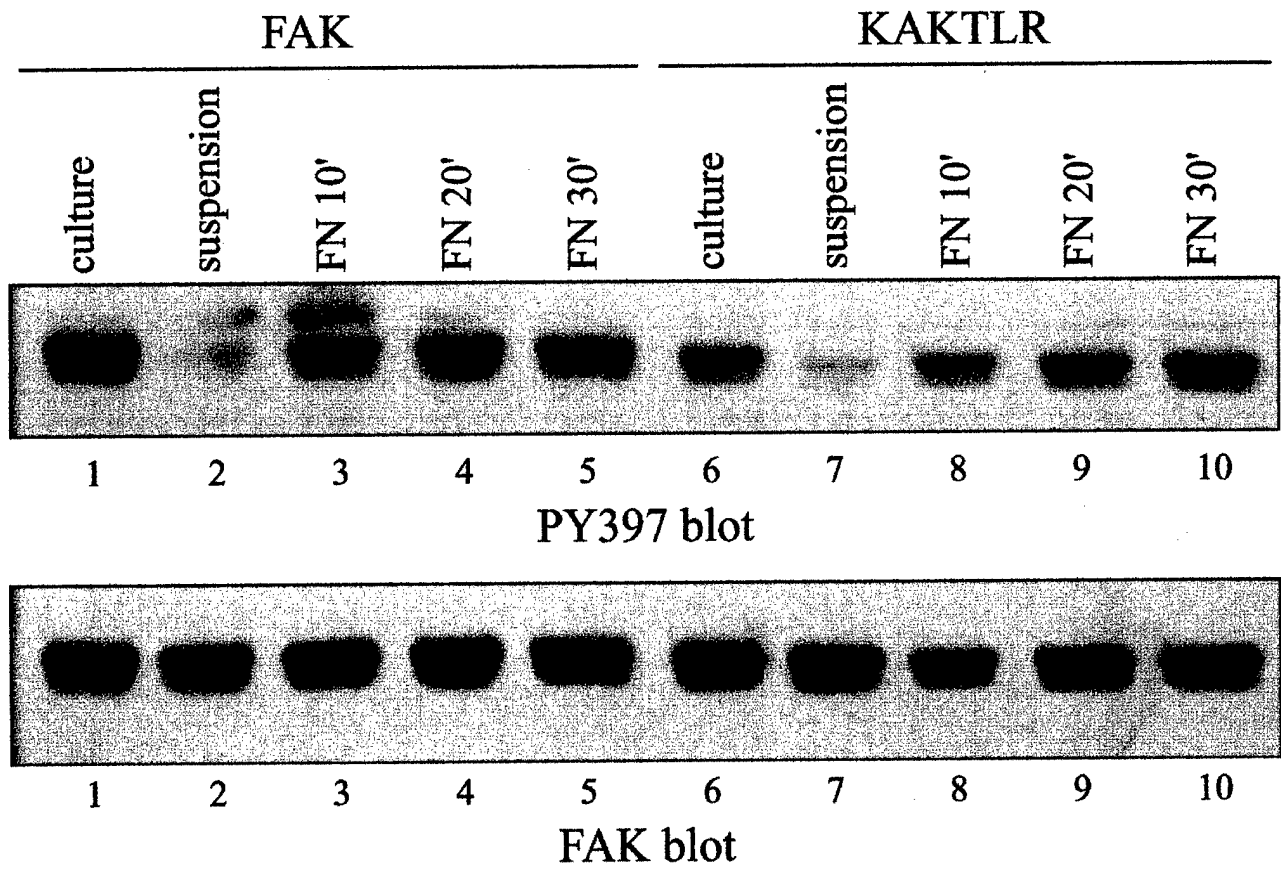 FAK KAKTLR
culture suspension FN 10' FN 20' FN 30' culture suspension FN 10' FN 20' FN 30'
1 2 3 4 5 6 7 8 9 10
PY397 blot
1 2 3 4 5 6 7 8 9 10
FAK blot